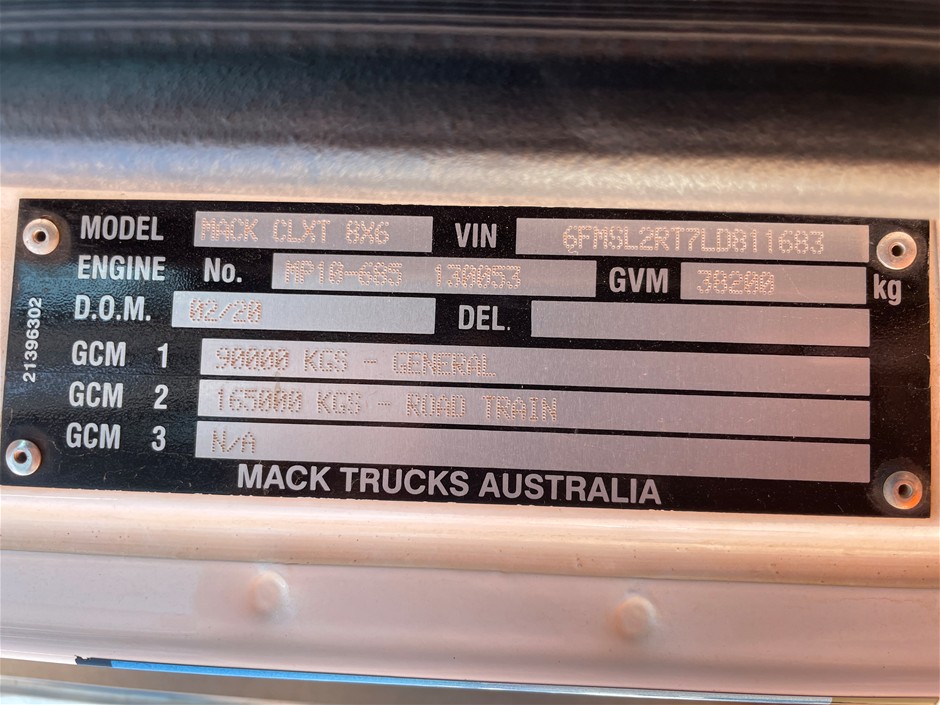 MODEL MACK CLXT 8X6 VIN 6FMSL2RT7LD811683
ENGINE No. MP10-685 130053 GVM 38200 kg
D.O.M. 02/20 DEL.
GCM 1 90000 KGS - GENERAL
GCM 2 165000 KGS - ROAD TRAIN
GCM 3 N/A
MACK TRUCKS AUSTRALIA
21396302